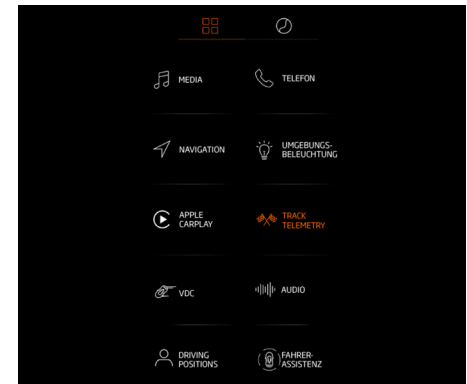 MEDIA
TELEFON
NAVIGATION
UMGEBUNGS-
BELEUCHTUNG
APPLE
CARPLAY
TRACK
TELEMETRY
VDC
AUDIO
DRIVING
POSITIONS
FAHRER-
ASSISTENZ